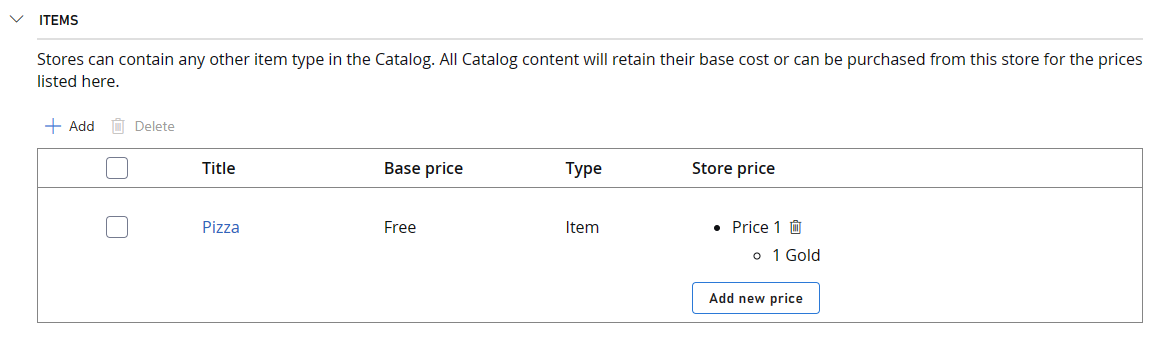 ITEMS
Stores can contain any other item type in the Catalog. All Catalog content will retain their base cost or can be purchased from this store for the prices
listed here.
Add Delete
Title Base price Type Store price
Pizza Free Item Price 1
1 Gold
Add new price